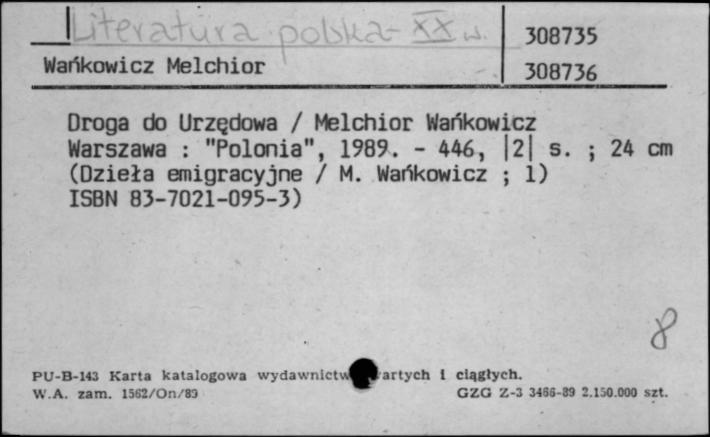 Literatura polska - XX w.
308735
Wańkowicz Melchior
308736
Droga do Urzędowa / Melchior Wańkowicz
Warszawa : "Polonia", 1989. - 446, |2| s. ; 24 cm
(Dzieła emigracyjne / M. Wańkowicz ; 1)
ISBN 83-7021-095-3)
8
PU-B-143 Karta katalogowa wydawnictw artych i ciągłych.
W.A. zam. 1562/On/89 GZG Z-3 3466-89 2.150.000 szt.